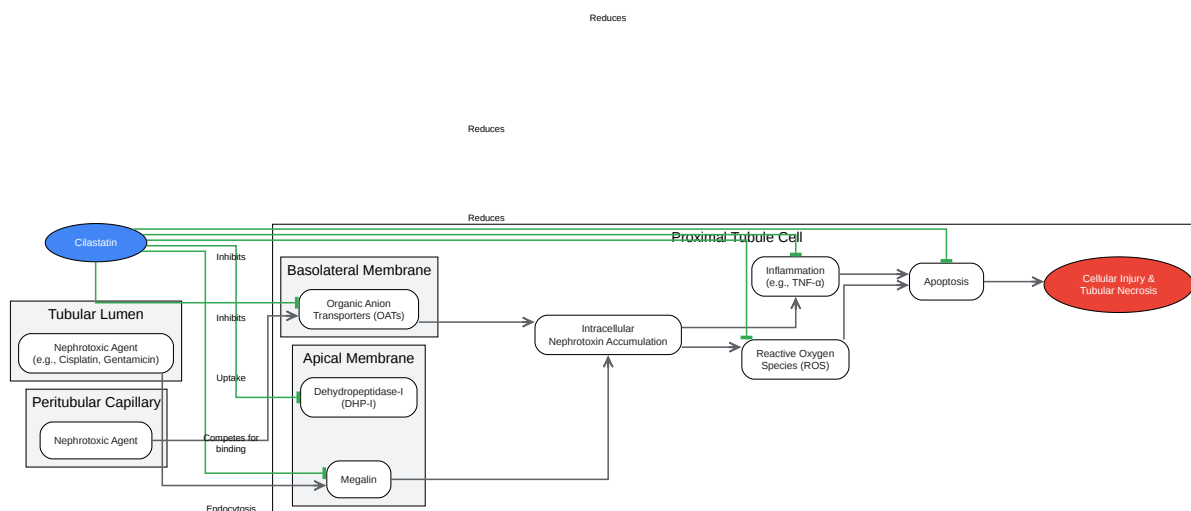 Reduces
Reduces
Reduces
Cilastatin
Proximal Tubule Cell
Inhibits
Basolateral Membrane
Inflammation
(e.g., TNF-α)
Apoptosis
Cellular Injury &
Tubular Necrosis
Organic Anion
Transporters (OATs)
Tubular Lumen
Inhibits
Intracellular
Nephrotoxin Accumulation
Nephrotoxic Agent
(e.g., Cisplatin, Gentamicin)
Apical Membrane
Reactive Oxygen
Species (ROS)
Uptake
Dehydropeptidase-I
(DHP-I)
Peritubular Capillary
Nephrotoxic Agent
Competes for
binding
Megalin
Endocytosis